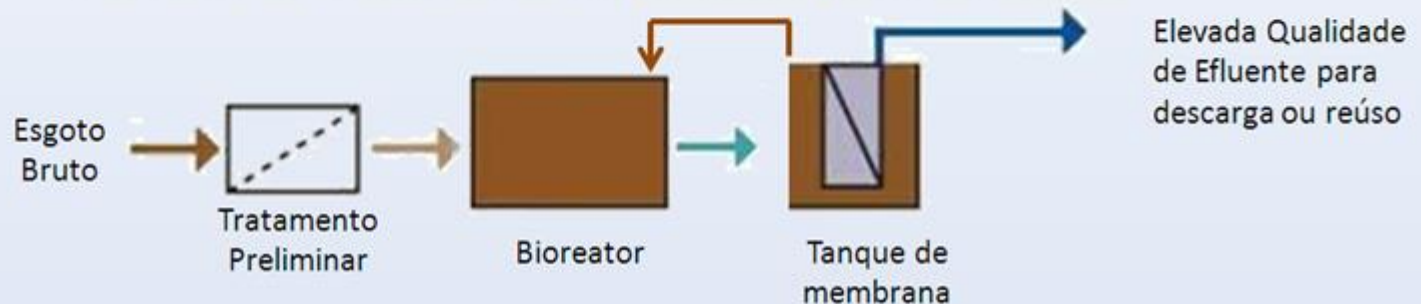 Esgoto
Bruto
Tratamento
Preliminar
Bioreator
Tanque de
membrana
Elevada Qualidade
de Efluente para
descarga ou reúso